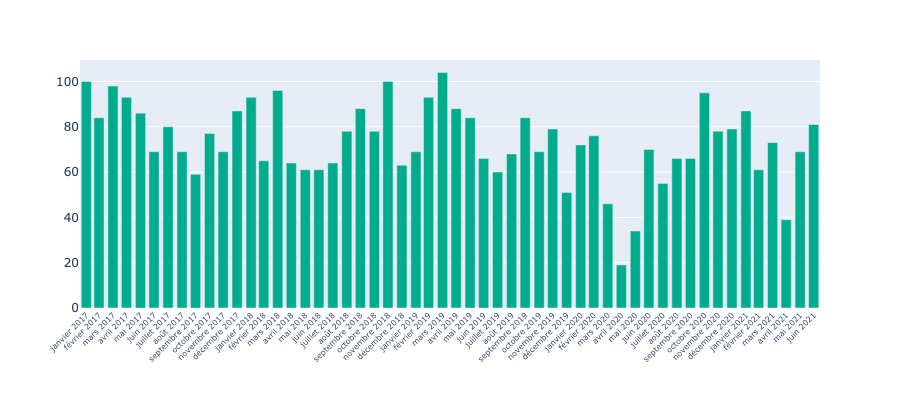 100
80
60
40
20
0
janvier 2017
février 2017
mars 2017
avril 2017
mai 2017
juin 2017
juillet 2017
août 2017
septembre 2017
octobre 2017
novembre 2017
décembre 2017
janvier 2018
février 2018
mars 2018
avril 2018
mai 2018
juin 2018
juillet 2018
août 2018
septembre 2018
octobre 2018
novembre 2018
décembre 2018
janvier 2019
février 2019
mars 2019
avril 2019
mai 2019
juin 2019
juillet 2019
août 2019
septembre 2019
octobre 2019
novembre 2019
décembre 2019
janvier 2020
février 2020
mars 2020
avril 2020
mai 2020
juin 2020
juillet 2020
août 2020
septembre 2020
octobre 2020
novembre 2020
décembre 2020
janvier 2021
février 2021
mars 2021
avril 2021
mai 2021
juin 2021